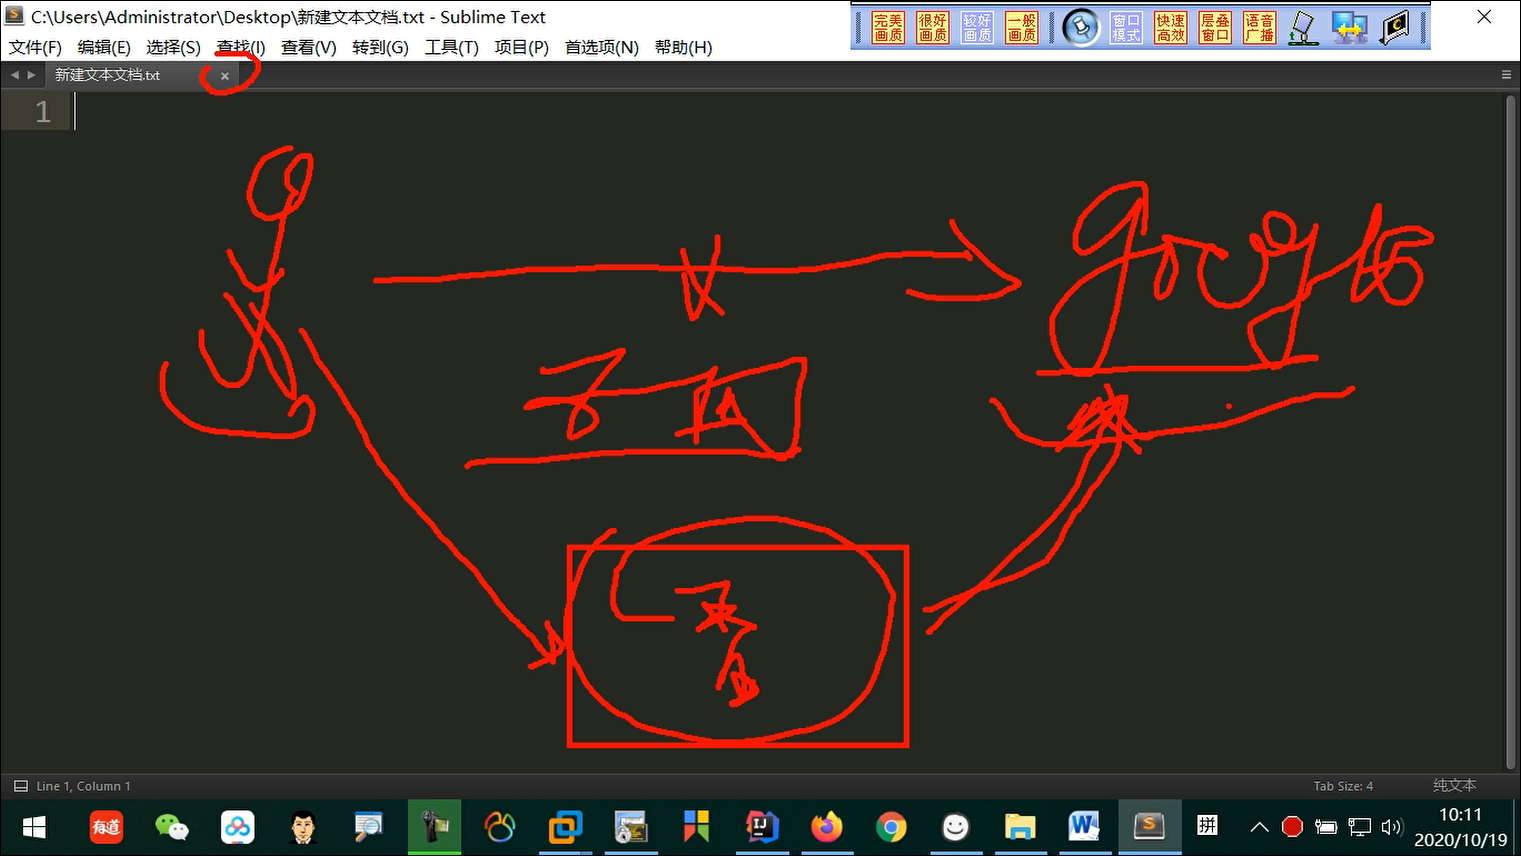 C:\Users\Administrator\Desktop\新建文本文档.txt - Sublime Text
完美画质 很好画质 较好画质 一般画质 窗口模式 快速高效 层叠窗口 语音广播
文件(F) 编辑(E) 选择(S) 查找(I) 查看(V) 转到(G) 工具(T) 项目(P) 首选项(N) 帮助(H)
新建文本文档.txt
1
Line 1, Column 1
Tab Size: 4
纯文本
有道
IJ
W
S
拼
10:11
2020/10/19